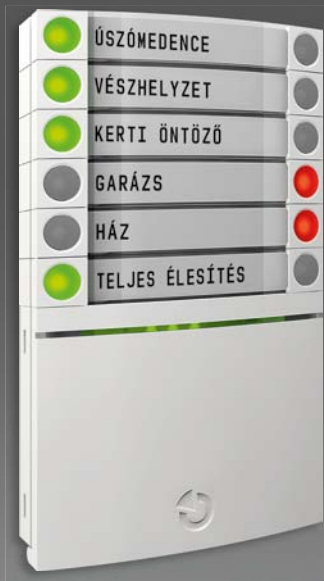 ÚSZÓMEDENCE
VÉSZHELYZET
KERTI ÖNTÖZŐ
GARÁZS
HÁZ
TELJES ÉLESÍTÉS